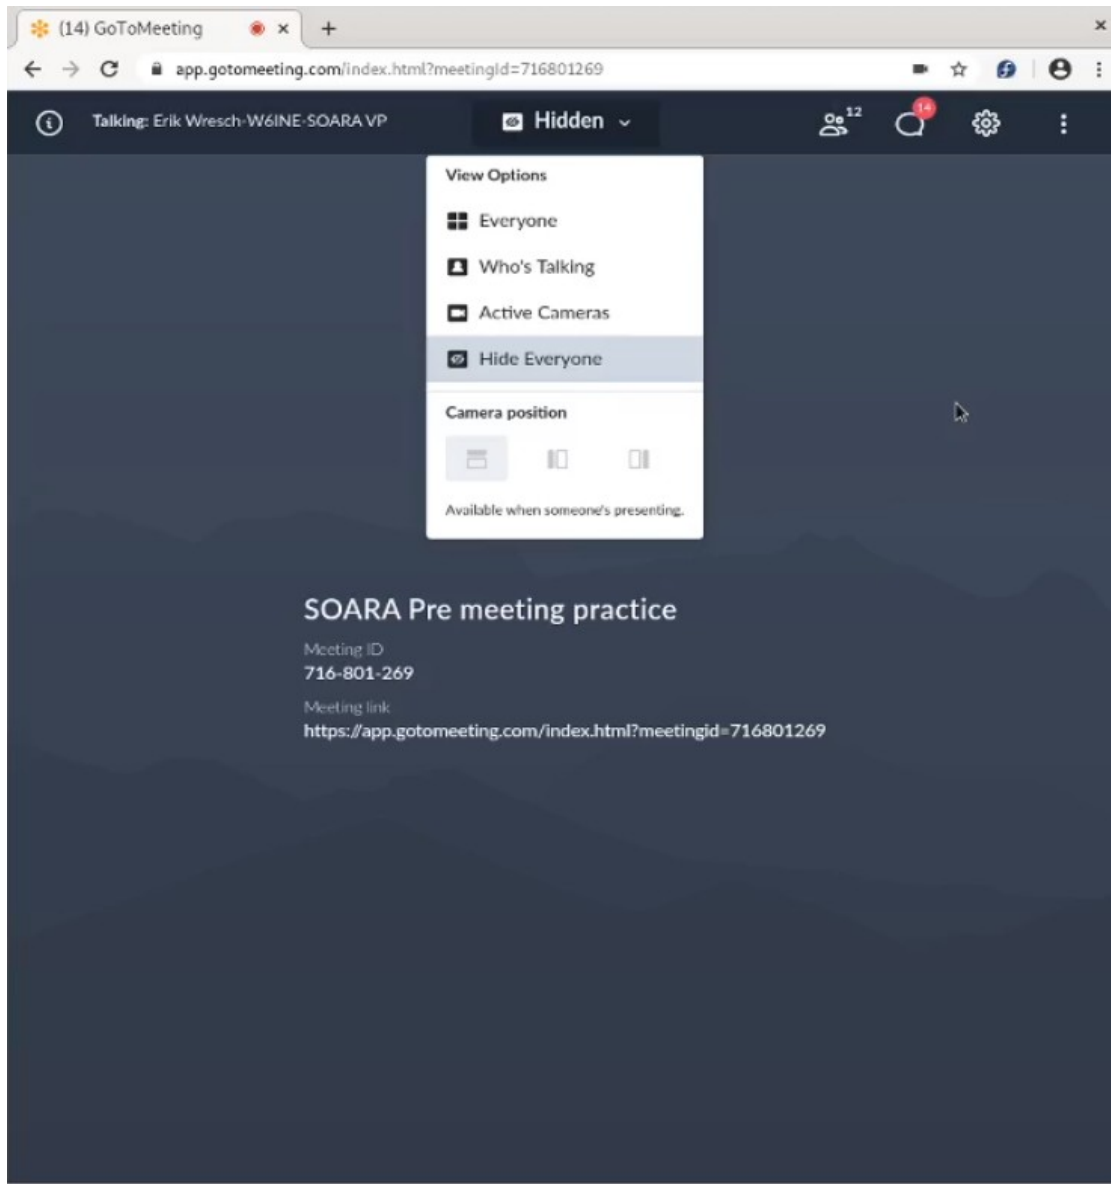 (14) GoToMeeting
app.gotomeeting.com/index.html?meetingId=716801269
Talking: Erik Wresch-W6INE-SOARA VP
Hidden
12
14
View Options
Everyone
Who's Talking
Active Cameras
Hide Everyone
Camera position
Available when someone's presenting.
SOARA Pre meeting practice
Meeting ID
716-801-269
Meeting link
https://app.gotomeeting.com/index.html?meetingid=716801269